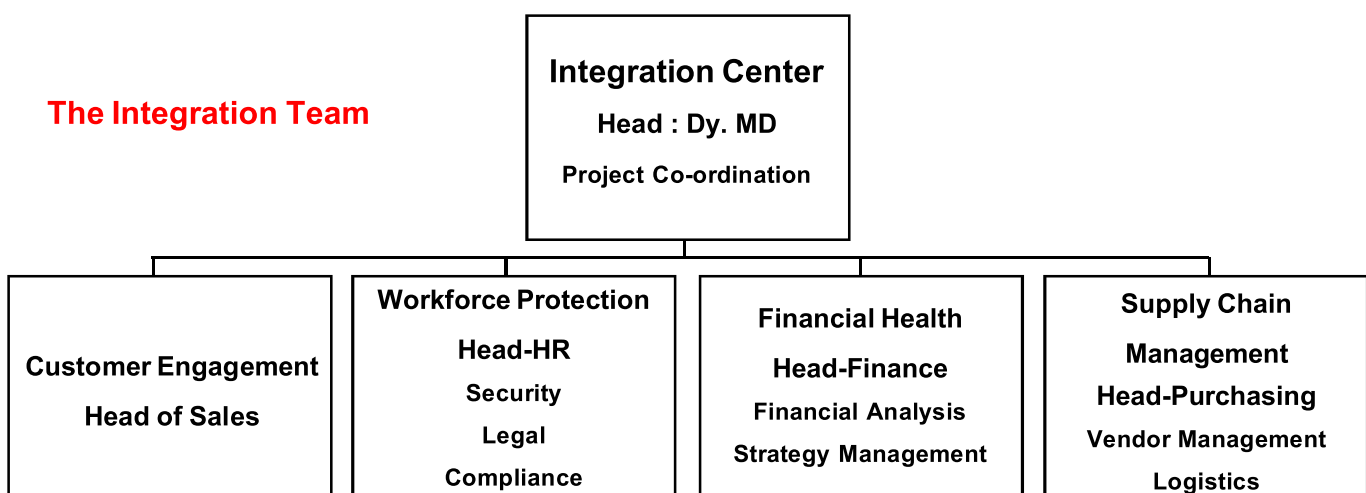 The Integration Team
Integration Center
Head : Dy. MD
Project Co-ordination
Customer Engagement
Head of Sales
Workforce Protection
Head-HR
Security
Legal
Compliance
Financial Health
Head-Finance
Financial Analysis
Strategy Management
Supply Chain
Management
Head-Purchasing
Vendor Management
Logistics